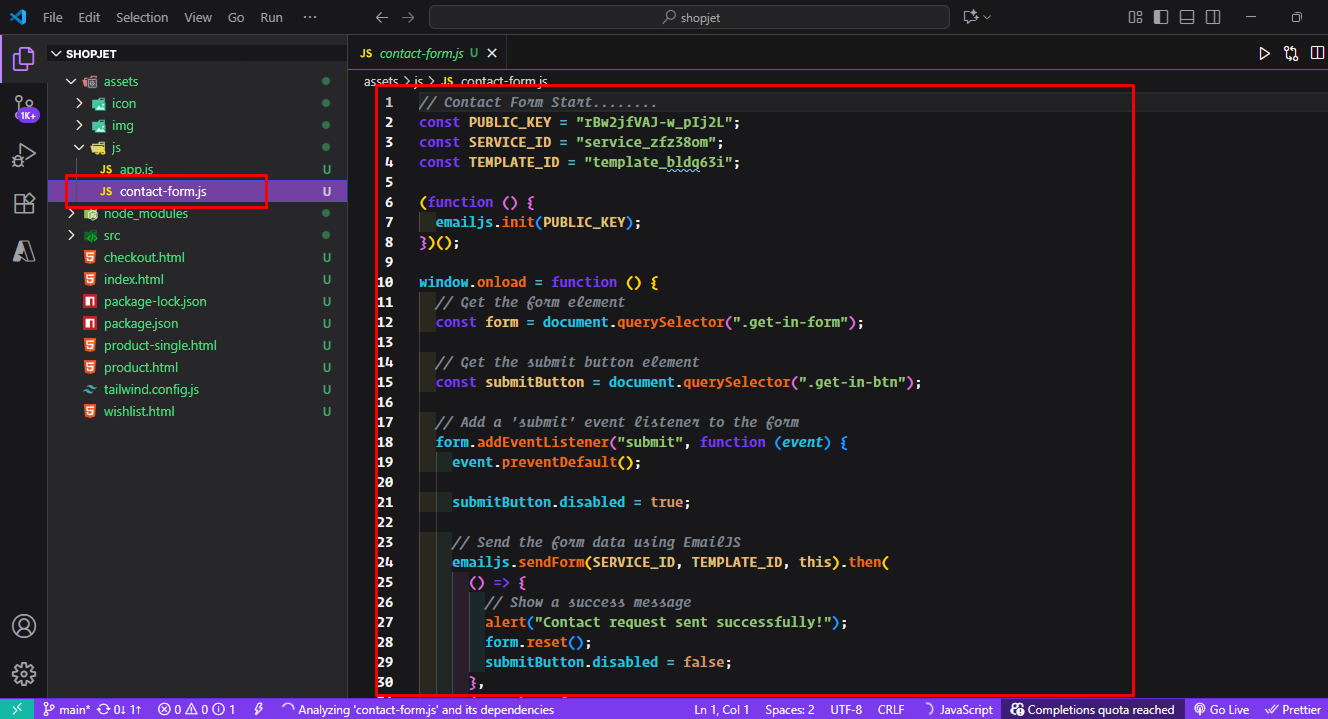 File Edit Selection View Go Run ··· shopjet
SHOPJET
assets
icon
img
js
JS app.js U
JS contact-form.js U
node_modules
src
checkout.html U
index.html U
package-lock.json U
package.json U
product-single.html U
product.html U
tailwind.config.js U
wishlist.html U
1K+
JS contact-form.js U
assets > js > JS contact-form.js
1 // Contact Form Start........
2 const PUBLIC_KEY = "rBw2jfVAJ-w_pIj2L";
3 const SERVICE_ID = "service_zfz38om";
4 const TEMPLATE_ID = "template_bldq63i";
5
6 (function () {
7 emailjs.init(PUBLIC_KEY);
8 })();
9
10 window.onload = function () {
11 // Get the form element
12 const form = document.querySelector(".get-in-form");
13
14 // Get the submit button element
15 const submitButton = document.querySelector(".get-in-btn");
16
17 // Add a 'submit' event listener to the form
18 form.addEventListener("submit", function (event) {
19 event.preventDefault();
20
21 submitButton.disabled = true;
22
23 // Send the form data using EmailJS
24 emailjs.sendForm(SERVICE_ID, TEMPLATE_ID, this).then(
25 () => {
26 // Show a success message
27 alert("Contact request sent successfully!");
28 form.reset();
29 submitButton.disabled = false;
30 },
main* 0↓ 1↑ 0 0 1 Analyzing 'contact-form.js' and its dependencies Ln 1, Col 1 Spaces: 2 UTF-8 CRLF JavaScript Completions quota reached Go Live Prettier